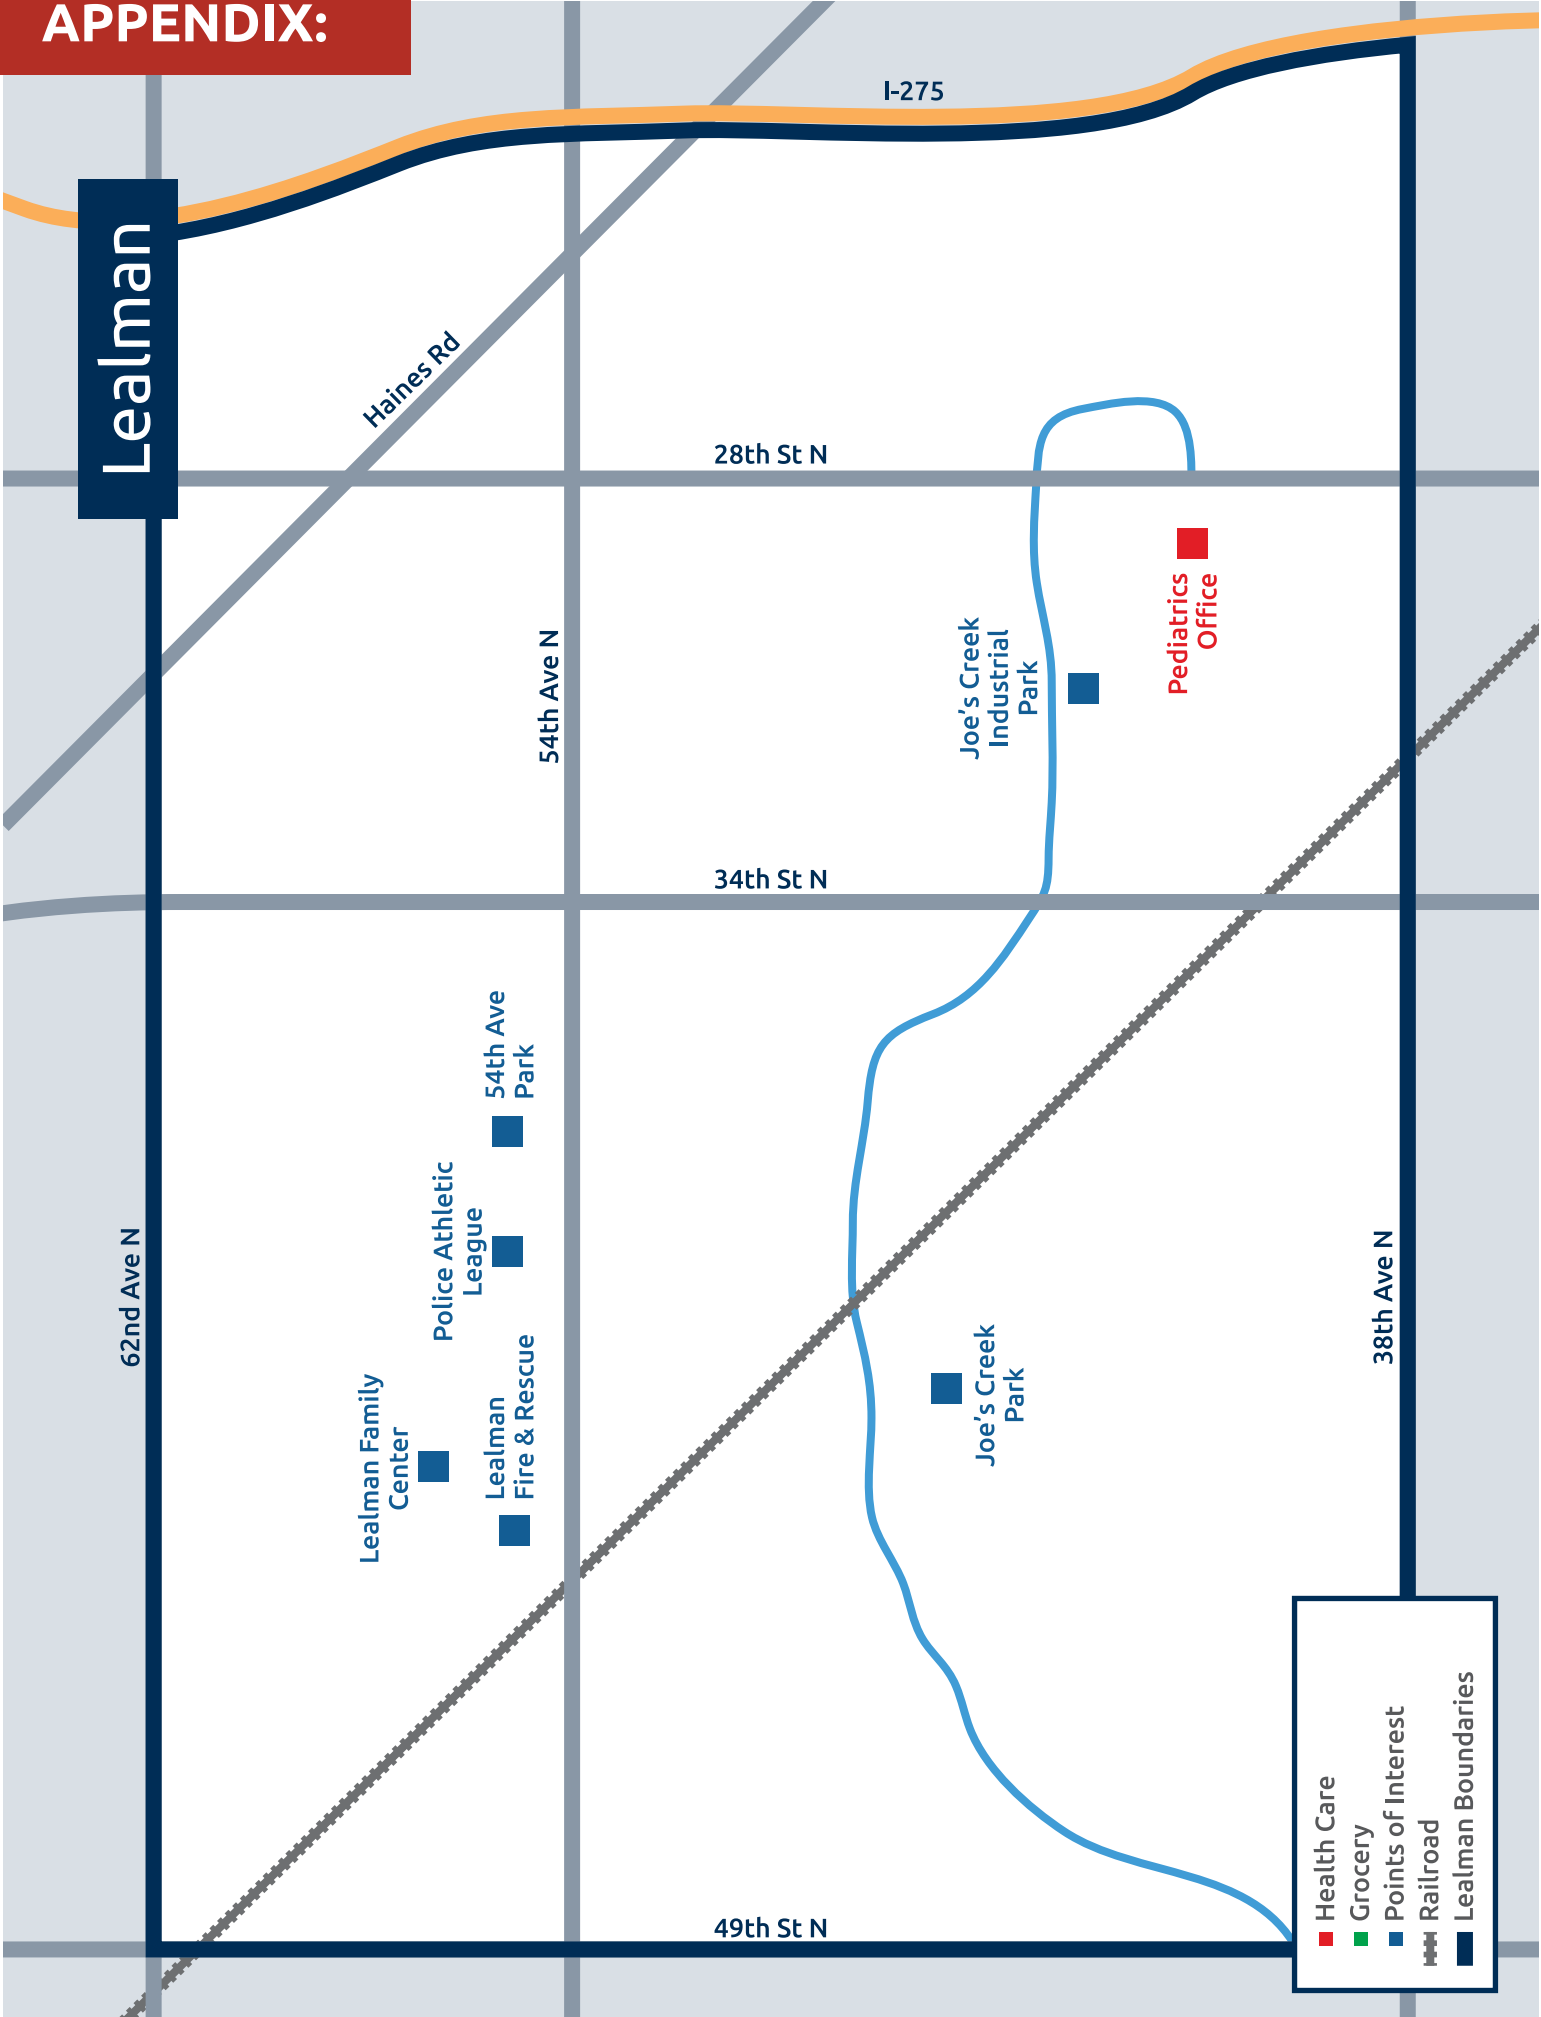 APPENDIX:
I-275
Lealman
Haines Rd
28th St N
54th Ave N
Joe's Creek
Industrial
Park
Pediatrics
Office
34th St N
54th Ave
Park
Police Athletic
League
62nd Ave N
38th Ave N
Lealman Family
Center
Lealman
Fire & Rescue
Joe's Creek
Park
49th St N
Health Care
Grocery
Points of Interest
Railroad
Lealman Boundaries